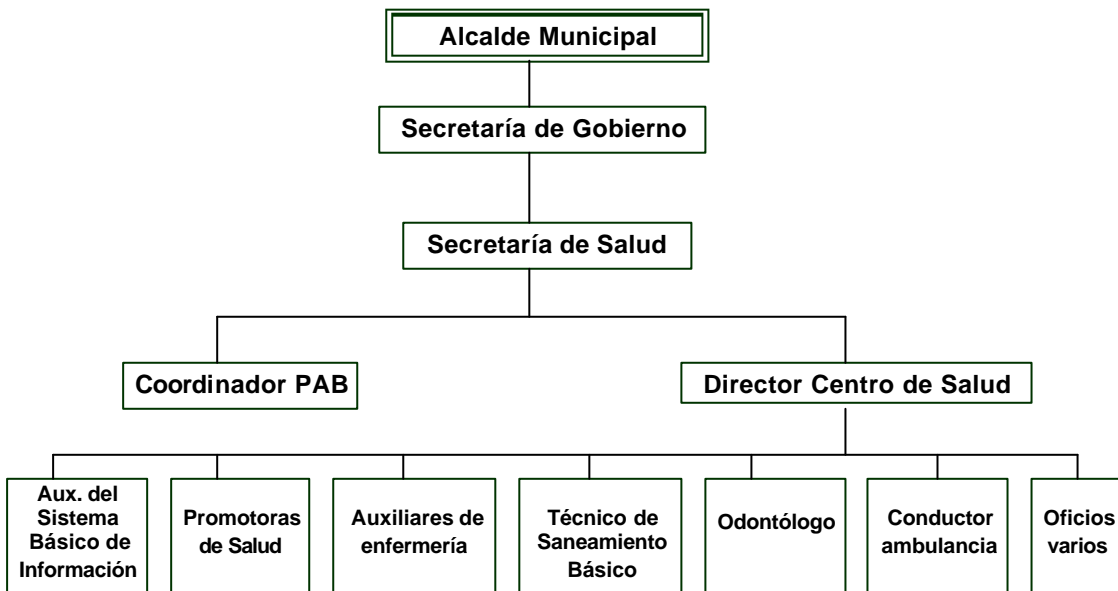 Alcalde Municipal
Secretaría de Gobierno
Secretaría de Salud
Coordinador PAB
Director Centro de Salud
Aux. del
Sistema
Básico de
Información
Promotoras
de Salud
Auxiliares de
enfermería
Técnico de
Saneamiento
Básico
Odontólogo
Conductor
ambulancia
Oficios
varios